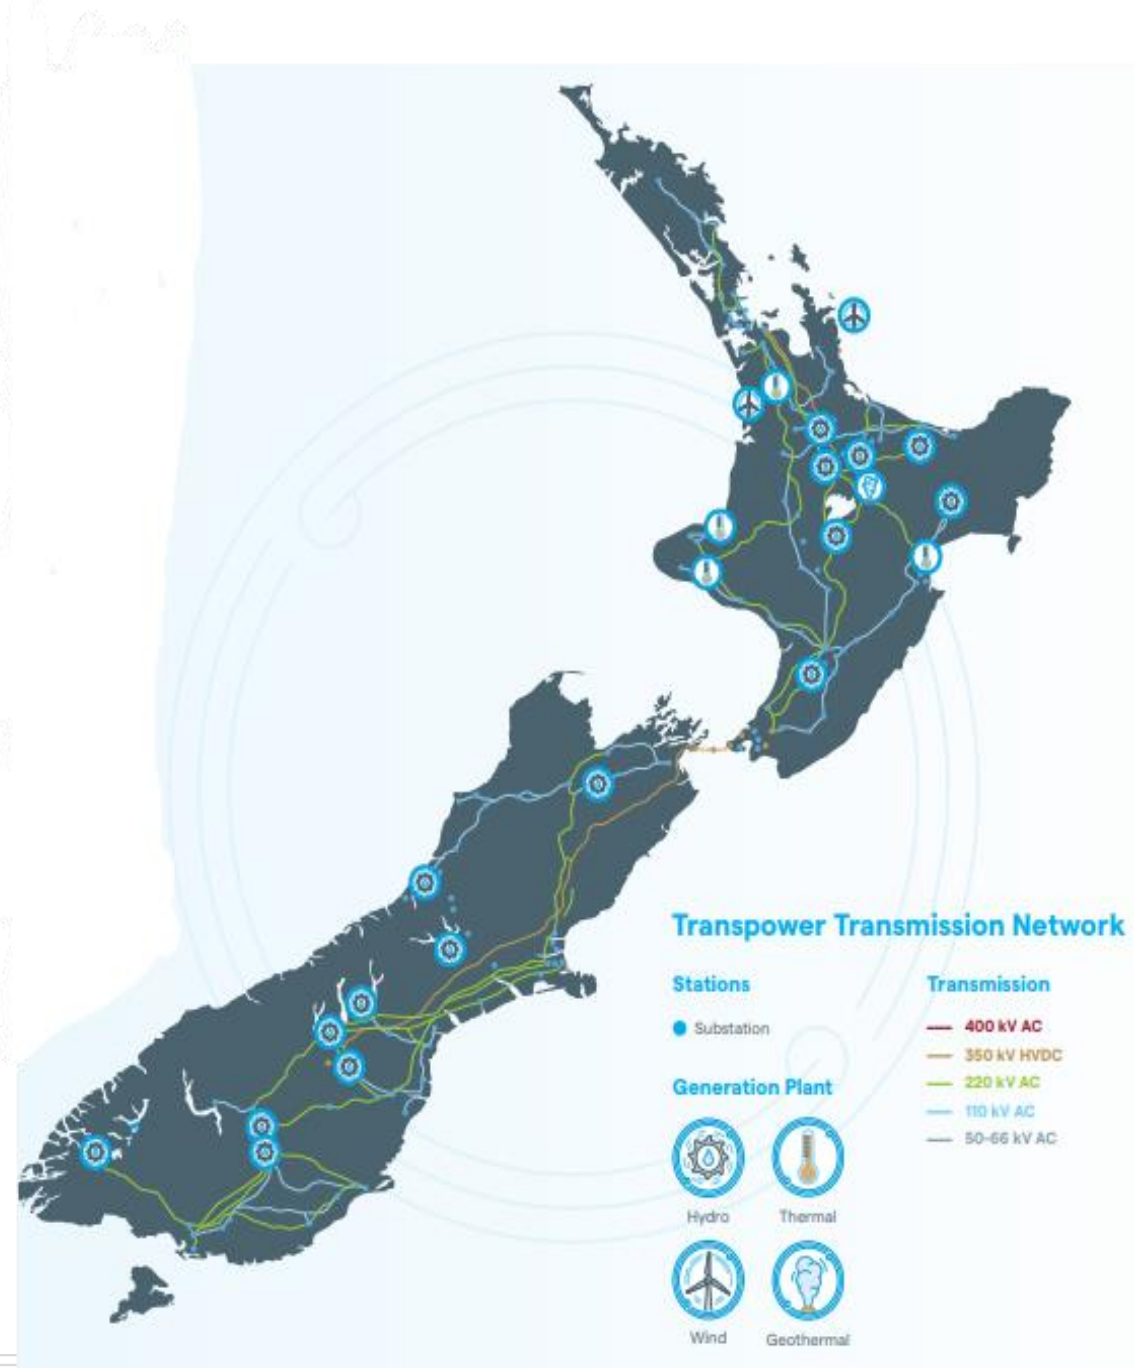 Transpower Transmission Network
Stations
Substation
Generation Plant
Hydro
Thermal
Wind
Geothermal
Transmission
400 kV AC
350 kV HVDC
220 kV AC
110 kV AC
50-66 kV AC